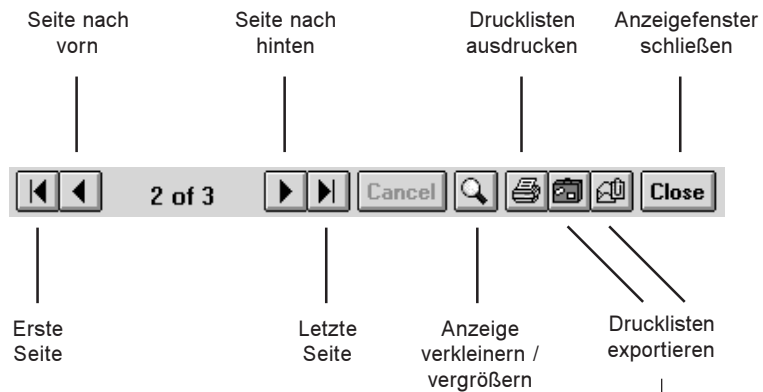 Seite nach
vorn
Seite nach
hinten
Drucklisten
ausdrucken
Anzeigefenster
schließen
2 of 3
Cancel
Close
Erste
Seite
Letzte
Seite
Anzeige
verkleinern /
vergrößern
Drucklisten
exportieren